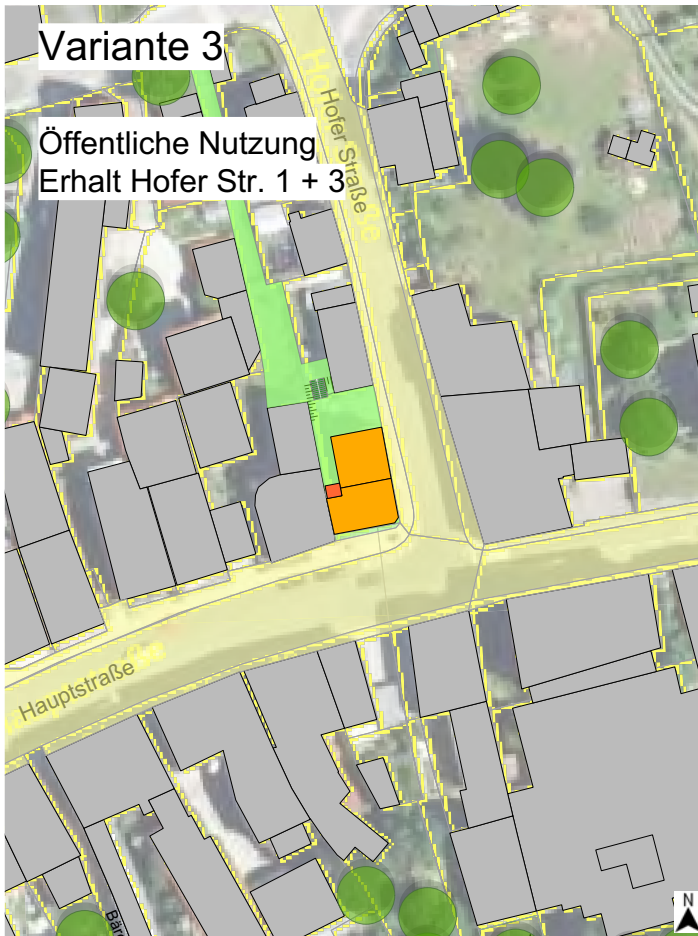 Variante 3
Öffentliche Nutzung
Erhalt Hofer Str. 1 + 3
Hofer Straße
Hauptstraße
N